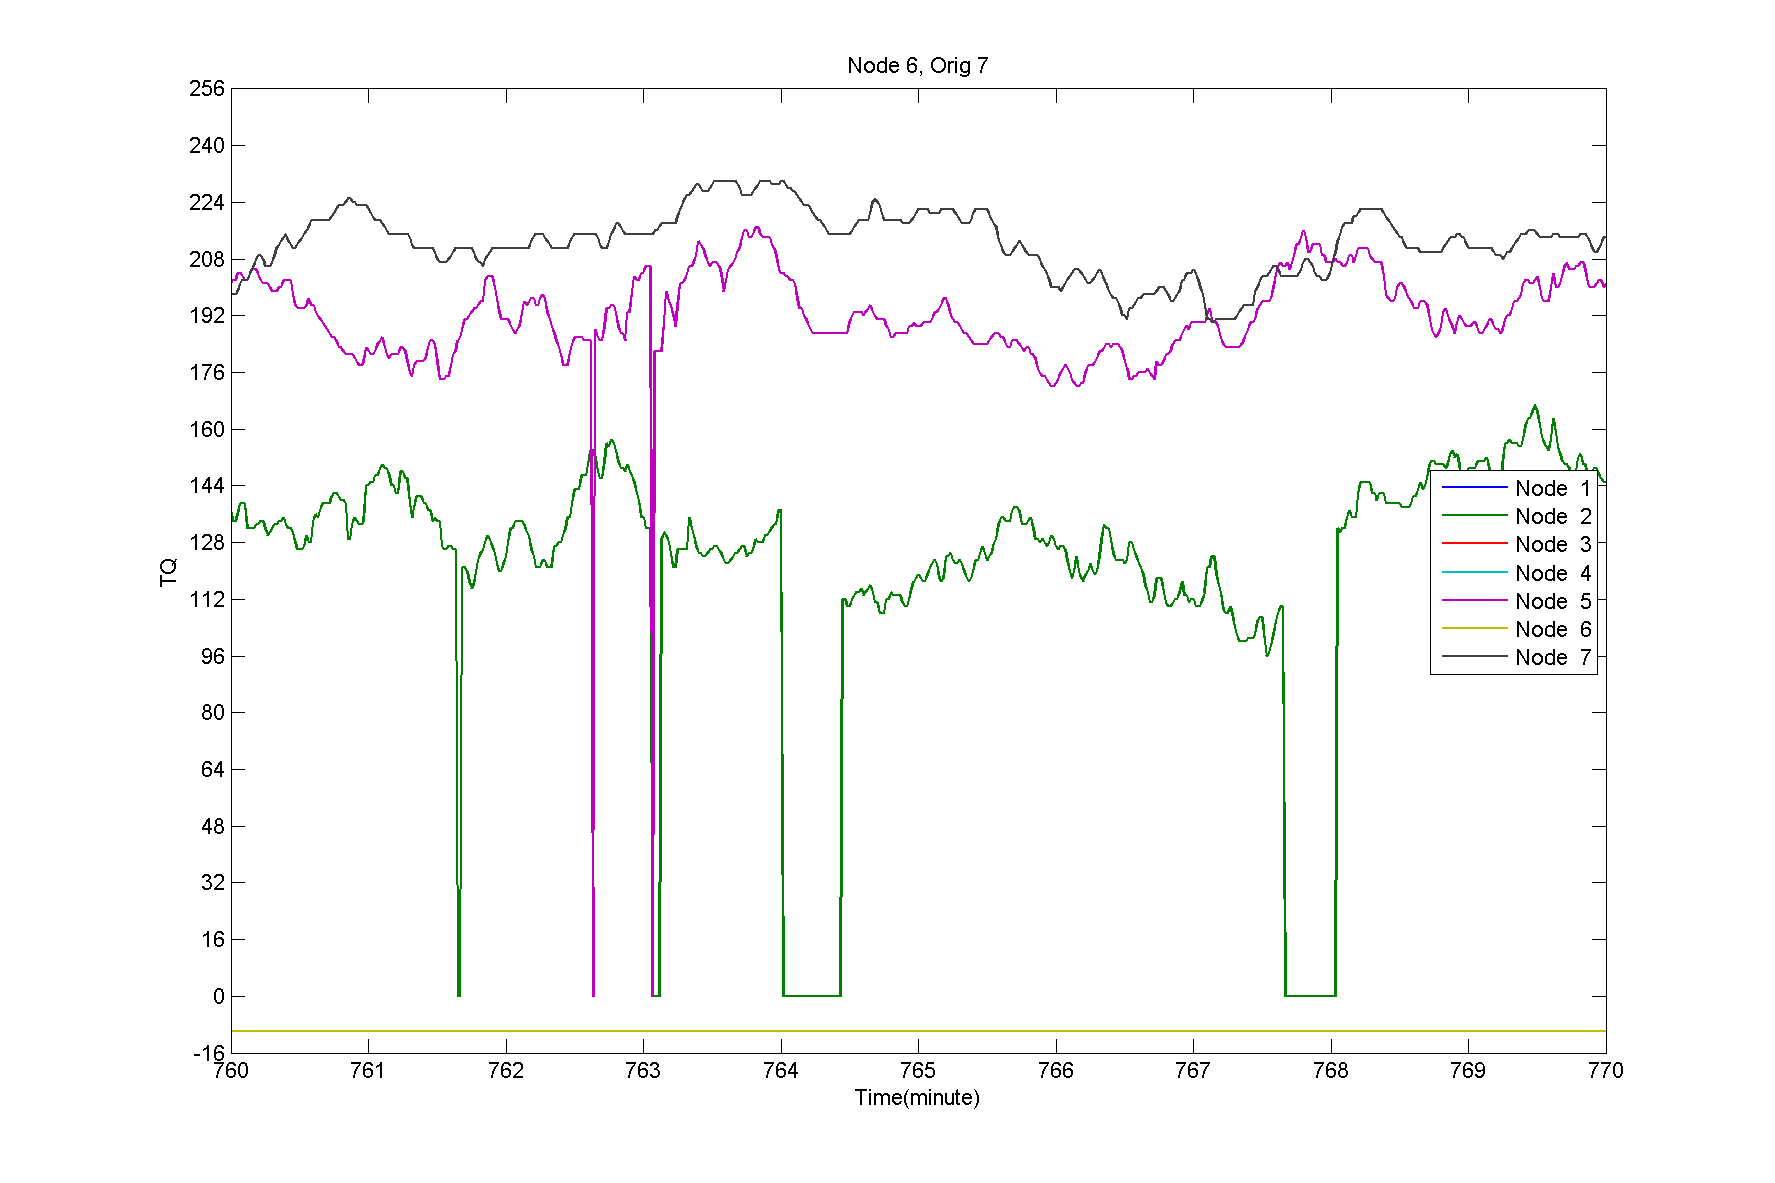 Node 6, Orig 7
256
240
224
208
192
176
160
144
128
112
96
80
64
48
32
16
0
-16
TQ
Node 1
Node 2
Node 3
Node 4
Node 5
Node 6
Node 7
760 761 762 763 764 765 766 767 768 769 770
Time(minute)